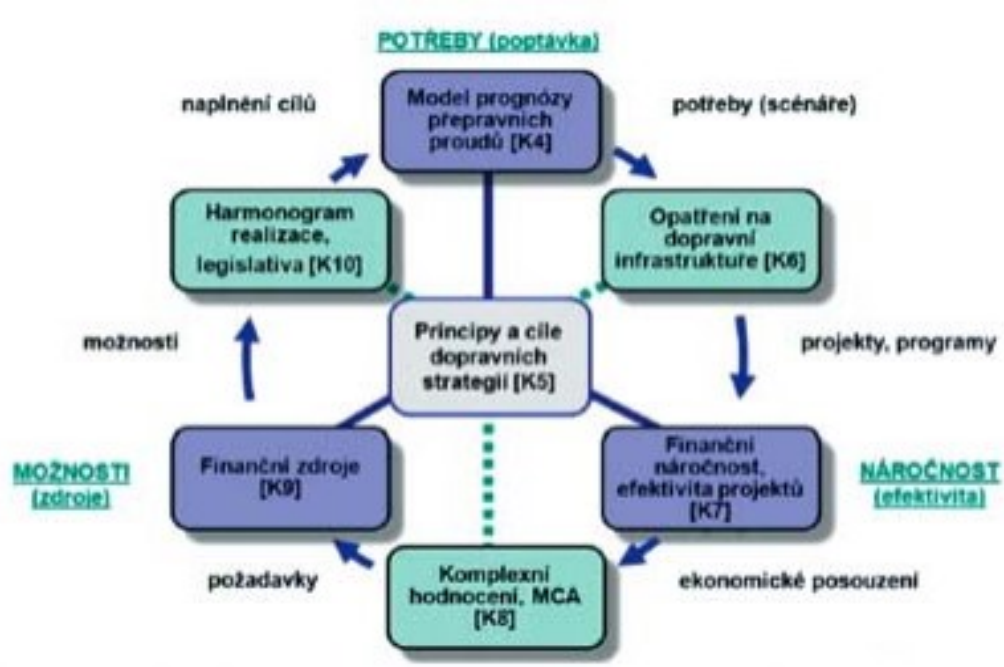 POTŘEBY (poptávka)
naplnění cílů
Model prognózy
přepravních
proudů [K4]
potřeby (scénáře)
Harmonogram
realizace,
legislativa [K10]
Opatření na
dopravní
infrastruktuře [K6]
možnosti
Principy a cíle
dopravních
strategií [K5]
projekty, programy
MOŽNOSTI
(zdroje)
Finanční zdroje
[K9]
Finanční
náročnost,
efektivita projektů
[K7]
NÁROČNOST
(efektivita)
požadavky
Komplexní
hodnocení, MCA
[K8]
ekonomické posouzení